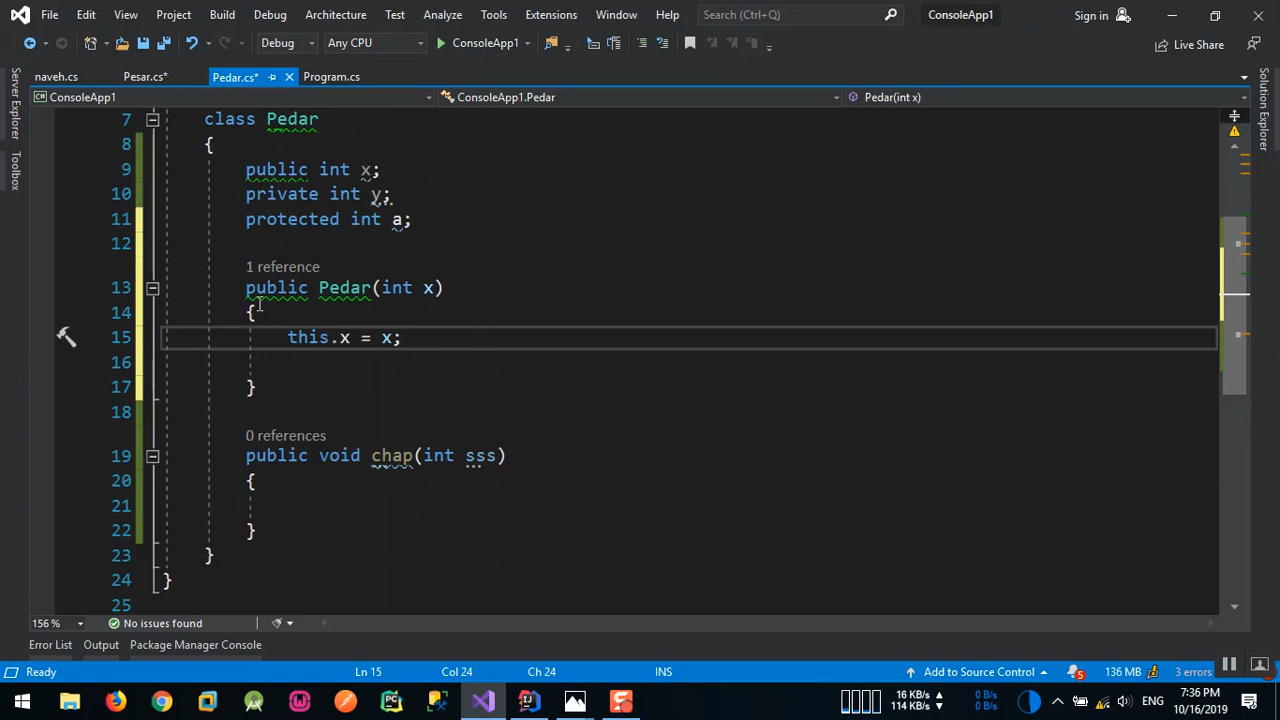 File Edit View Project Build Debug Architecture Test Analyze Tools Extensions Window Help Search (Ctrl+Q) ConsoleApp1 Sign in
Debug Any CPU ConsoleApp1 Live Share
naveh.cs Pesar.cs* Pedar.cs* Program.cs
ConsoleApp1 ConsoleApp1.Pedar Pedar(int x)
Server Explorer
Toolbox
Solution Explorer
7 class Pedar
8 {
9 public int x;
10 private int y;
11 protected int a;
12
1 reference
13 public Pedar(int x)
14 {
15 this.x = x;
16
17 }
18
0 references
19 public void chap(int sss)
20 {
21
22 }
23 }
24 }
25
156 % No issues found
Error List Output Package Manager Console
Ready Ln 15 Col 24 Ch 24 INS Add to Source Control 5 136 MB 3 errors
16 KB/s 0 B/s
114 KB/s 0 B/s
ENG
7:36 PM
10/16/2019